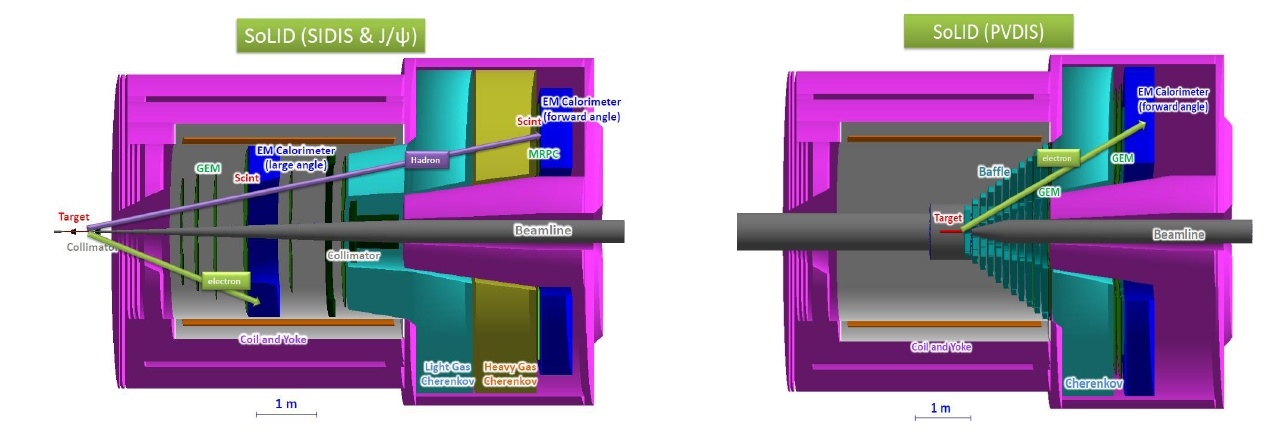 SoLID (SIDIS & J/ψ)
EM Calorimeter
(forward angle)
Scint
MRPC
Hadron
EM Calorimeter
(large angle)
GEM
Scint
Target
Collimator
Beamline
Collimator
electron
Coil and Yoke
Light Gas
Cherenkov
Heavy Gas
Cherenkov
1 m
SoLID (PVDIS)
EM Calorimeter
(forward angle)
electron
GEM
Baffle
GEM
Target
Beamline
Coil and Yoke
Cherenkov
1 m